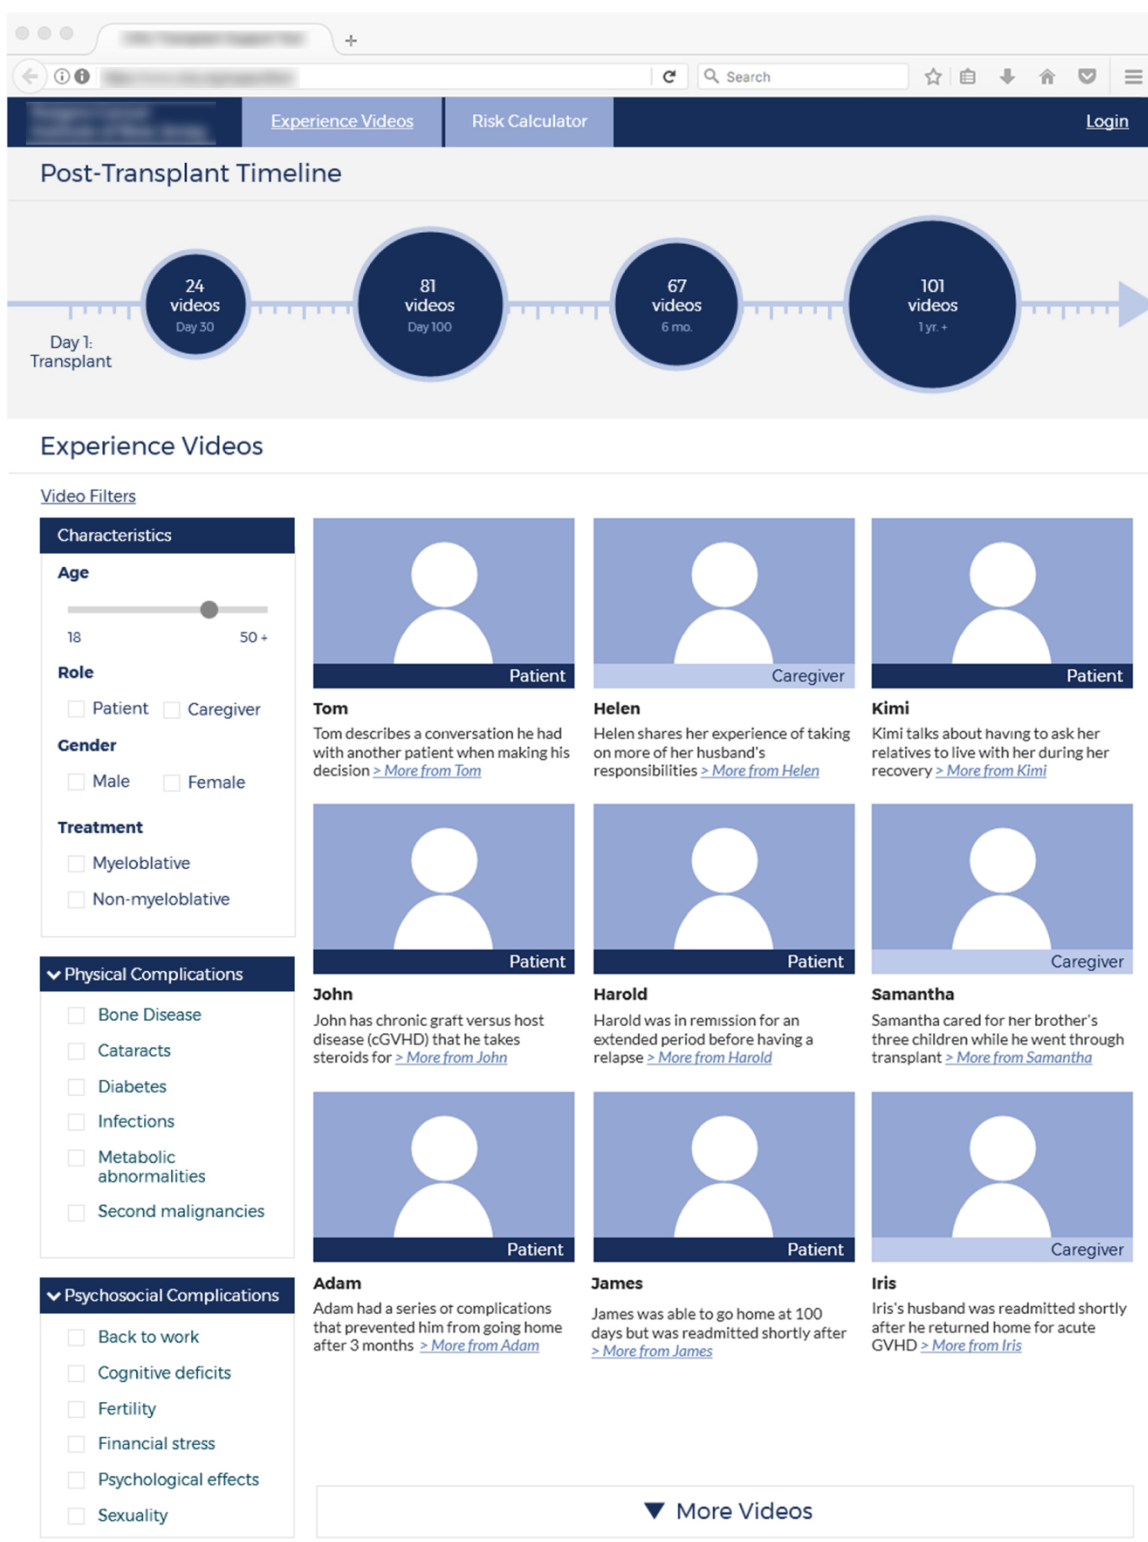 Search
Experience Videos
Risk Calculator
Login
Post-Transplant Timeline
24
videos
Day 30
81
videos
Day 100
67
videos
6 mo.
101
videos
1 yr. +
Day 1:
Transplant
Experience Videos
Video Filters
Characteristics
Age
18
50 +
Role
Patient
Caregiver
Gender
Male
Female
Treatment
Myeloblative
Non-myeloblative
Physical Complications
Bone Disease
Cataracts
Diabetes
Infections
Metabolic
abnormalities
Second malignancies
Psychosocial Complications
Back to work
Cognitive deficits
Fertility
Financial stress
Psychological effects
Sexuality
Patient
Tom
Tom describes a conversation he had
with another patient when making his
decision > More from Tom
Caregiver
Helen
Helen shares her experience of taking
on more of her husband's
responsibilities > More from Helen
Patient
Kimi
Kimi talks about having to ask her
relatives to live with her during her
recovery > More from Kimi
Patient
John
John has chronic graft versus host
disease (cGVHD) that he takes
steroids for > More from John
Patient
Harold
Harold was in remission for an
extended period before having a
relapse > More from Harold
Caregiver
Samantha
Samantha cared for her brother's
three children while he went through
transplant > More from Samantha
Patient
Adam
Adam had a series of complications
that prevented him from going home
after 3 months > More from Adam
Patient
James
James was able to go home at 100
days but was readmitted shortly after
> More from James
Caregiver
Iris
Iris's husband was readmitted shortly
after he returned home for acute
GVHD > More from Iris
More Videos